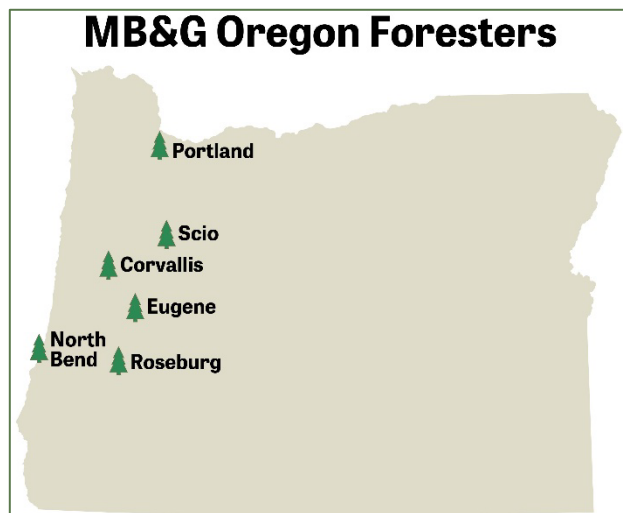 MB&G Oregon Foresters
Portland
Scio
Corvallis
Eugene
North
Bend
Roseburg